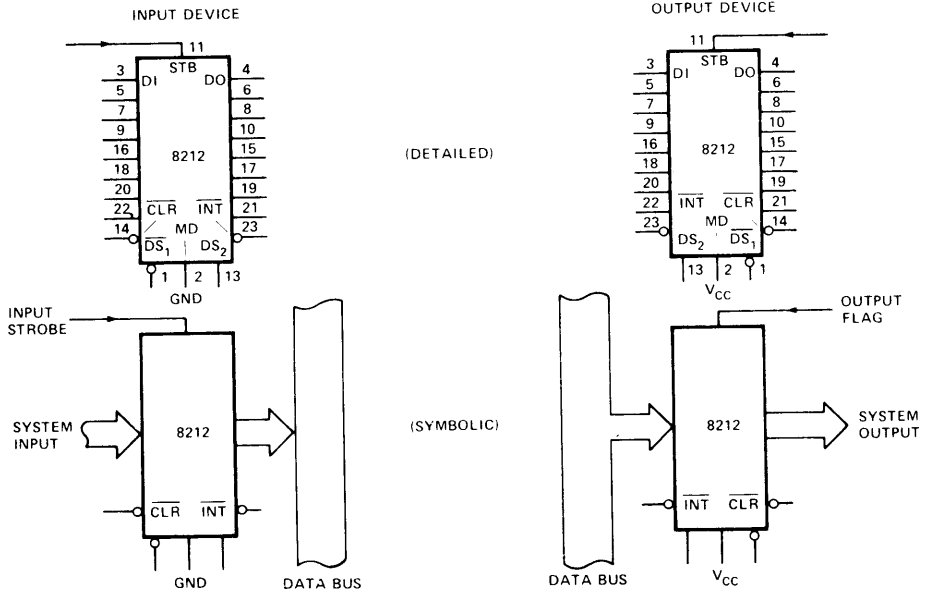 INPUT DEVICE
OUTPUT DEVICE
11
STB
3
DI
DO
4
5
6
7
8
9
10
16
8212
15
18
17
20
19
22
CLR
INT
21
14
MD
23
DS1
DS2
1
2
13
GND
(DETAILED)
11
STB
3
DI
DO
4
5
6
7
8
9
10
16
8212
15
18
17
20
19
22
INT
CLR
21
23
MD
14
DS2
DS1
13
2
1
VCC
INPUT
STROBE
OUTPUT
FLAG
SYSTEM
INPUT
8212
(SYMBOLIC)
8212
SYSTEM
OUTPUT
CLR
INT
INT
CLR
GND
DATA BUS
DATA BUS
VCC